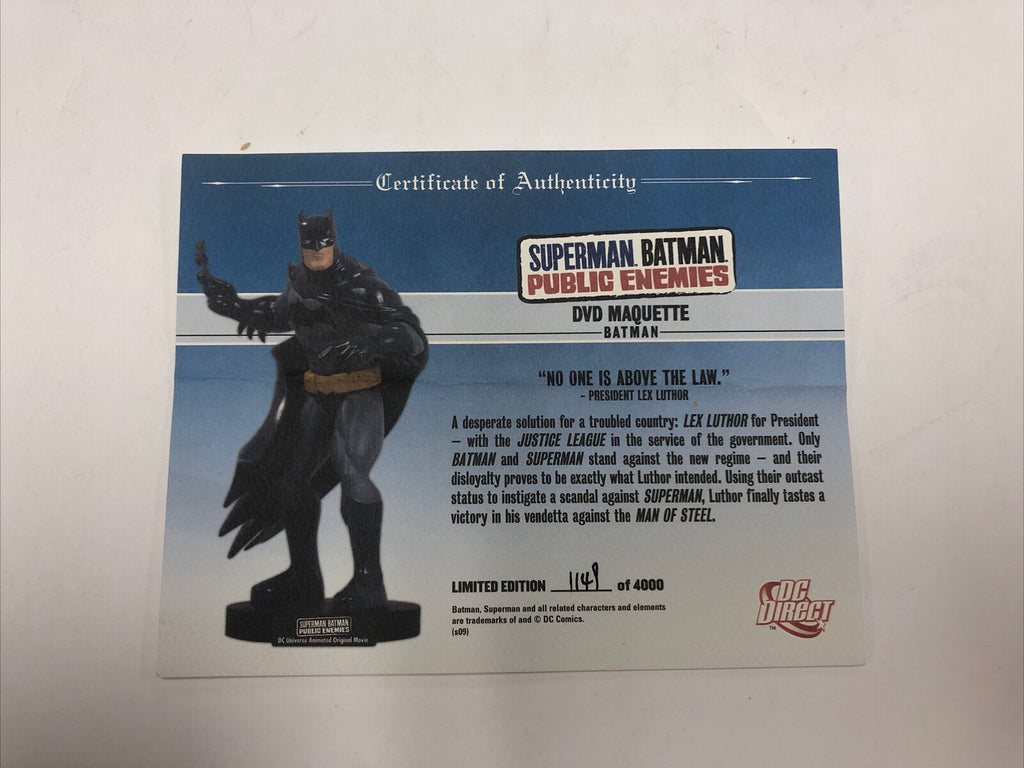 Certificate of Authenticity
SUPERMAN BATMAN
PUBLIC ENEMIES
DVD MAQUETTE
BATMAN
“NO ONE IS ABOVE THE LAW.”
- PRESIDENT LEX LUTHOR
A desperate solution for a troubled country: LEX LUTHOR for President
– with the JUSTICE LEAGUE in the service of the government. Only
BATMAN and SUPERMAN stand against the new regime – and their
disloyalty proves to be exactly what Luthor intended. Using their outcast
status to instigate a scandal against SUPERMAN, Luthor finally tastes a
victory in his vendetta against the MAN OF STEEL.
LIMITED EDITION 1149 of 4000
Batman, Superman and all related characters and elements
are trademarks of and © DC Comics.
(s09)
DC
DIRECT
TM
SUPERMAN BATMAN
PUBLIC ENEMIES
DC Universe Animated Original Movie